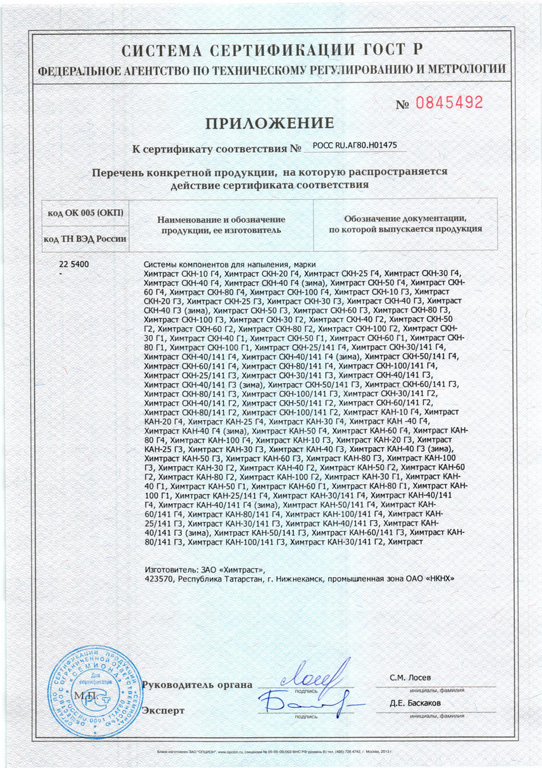 СИСТЕМА СЕРТИФИКАЦИИ ГОСТ Р
ФЕДЕРАЛЬНОЕ АГЕНТСТВО ПО ТЕХНИЧЕСКОМУ РЕГУЛИРОВАНИЮ И МЕТРОЛОГИИ
№ 0845492
ПРИЛОЖЕНИЕ
К сертификату соответствия № РОСС RU.АГ80.Н01475
Перечень конкретной продукции, на которую распространяется
действие сертификата соответствия
код ОК 005 (ОКП)
код ТН ВЭД России
Наименование и обозначение
продукции, ее изготовитель
Обозначение документации,
по которой выпускается продукция
22 5400
-
Системы компонентов для напыления, марки
Химтраст СКН-10 Г4, Химтраст СКН-20 Г4, Химтраст СКН-25 Г4, Химтраст СКН-30 Г4,
Химтраст СКН-40 Г4, Химтраст СКН-40 Г4 (зима), Химтраст СКН-50 Г4, Химтраст СКН-
60 Г4, Химтраст СКН-80 Г4, Химтраст СКН-100 Г4, Химтраст СКН-10 Г3, Химтраст
СКН-20 Г3, Химтраст СКН-25 Г3, Химтраст СКН-30 Г3, Химтраст СКН-40 Г3, Химтраст
СКН-40 Г3 (зима), Химтраст СКН-50 Г3, Химтраст СКН-60 Г3, Химтраст СКН-80 Г3,
Химтраст СКН-100 Г3, Химтраст СКН-30 Г2, Химтраст СКН-40 Г2, Химтраст СКН-50
Г2, Химтраст СКН-60 Г2, Химтраст СКН-80 Г2, Химтраст СКН-100 Г2, Химтраст СКН-
30 Г1, Химтраст СКН-40 Г1, Химтраст СКН-50 Г1, Химтраст СКН-60 Г1, Химтраст СКН-
80 Г1, Химтраст СКН-100 Г1, Химтраст СКН-25/141 Г4, Химтраст СКН-30/141 Г4,
Химтраст СКН-40/141 Г4, Химтраст СКН-40/141 Г4 (зима), Химтраст СКН-50/141 Г4,
Химтраст СКН-60/141 Г4, Химтраст СКН-80/141 Г4, Химтраст СКН-100/141 Г4,
Химтраст СКН-25/141 Г3, Химтраст СКН-30/141 Г3, Химтраст СКН-40/141 Г3,
Химтраст СКН-40/141 Г3 (зима), Химтраст СКН-50/141 Г3, Химтраст СКН-60/141 Г3,
Химтраст СКН-80/141 Г3, Химтраст СКН-100/141 Г3, Химтраст СКН-30/141 Г2,
Химтраст СКН-40/141 Г2, Химтраст СКН-50/141 Г2, Химтраст СКН-60/141 Г2,
Химтраст СКН-80/141 Г2, Химтраст СКН-100/141 Г2, Химтраст КАН-10 Г4, Химтраст
КАН-20 Г4, Химтраст КАН-25 Г4, Химтраст КАН-30 Г4, Химтраст КАН -40 Г4,
Химтраст КАН-40 Г4 (зима), Химтраст КАН-50 Г4, Химтраст КАН-60 Г4, Химтраст КАН-
80 Г4, Химтраст КАН-100 Г4, Химтраст КАН-10 Г3, Химтраст КАН-20 Г3, Химтраст
КАН-25 Г3, Химтраст КАН-30 Г3, Химтраст КАН-40 Г3, Химтраст КАН-40 Г3 (зима),
Химтраст КАН-50 Г3, Химтраст КАН-60 Г3, Химтраст КАН-80 Г3, Химтраст КАН-100
Г3, Химтраст КАН-30 Г2, Химтраст КАН-40 Г2, Химтраст КАН-50 Г2, Химтраст КАН-60
Г2, Химтраст КАН-80 Г2, Химтраст КАН-100 Г2, Химтраст КАН-30 Г1, Химтраст КАН-
40 Г1, Химтраст КАН-50 Г1, Химтраст КАН-60 Г1, Химтраст КАН-80 Г1, Химтраст КАН-
100 Г1, Химтраст КАН-25/141 Г4, Химтраст КАН-30/141 Г4, Химтраст КАН-40/141
Г4, Химтраст КАН-40/141 Г4 (зима), Химтраст КАН-50/141 Г4, Химтраст КАН-
60/141 Г4, Химтраст КАН-80/141 Г4, Химтраст КАН-100/141 Г4, Химтраст КАН-
25/141 Г3, Химтраст КАН-30/141 Г3, Химтраст КАН-40/141 Г3, Химтраст КАН-
40/141 Г3 (зима), Химтраст КАН-50/141 Г3, Химтраст КАН-60/141 Г3, Химтраст КАН-
80/141 Г3, Химтраст КАН-100/141 Г3, Химтраст КАН-30/141 Г2, Химтраст
Изготовитель: ЗАО «Химтраст»,
423570, Республика Татарстан, г. Нижнекамск, промышленная зона ОАО «НКНХ»
М.П.
Руководитель органа
подпись
С.М. Лосев
инициалы, фамилия
Эксперт
подпись
Д.Е. Баскаков
инициалы, фамилия